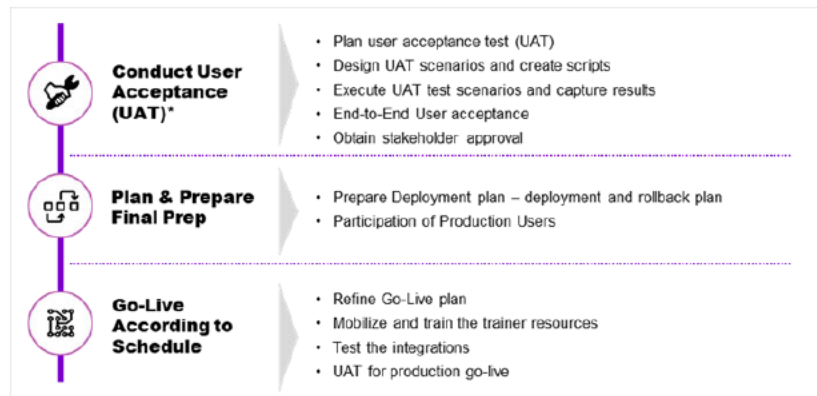 Conduct User
Acceptance
(UAT)*
• Plan user acceptance test (UAT)
• Design UAT scenarios and create scripts
• Execute UAT test scenarios and capture results
• End-to-End User acceptance
• Obtain stakeholder approval
Plan & Prepare
Final Prep
• Prepare Deployment plan – deployment and rollback plan
• Participation of Production Users
Go-Live
According to
Schedule
• Refine Go-Live plan
• Mobilize and train the trainer resources
• Test the integrations
• UAT for production go-live